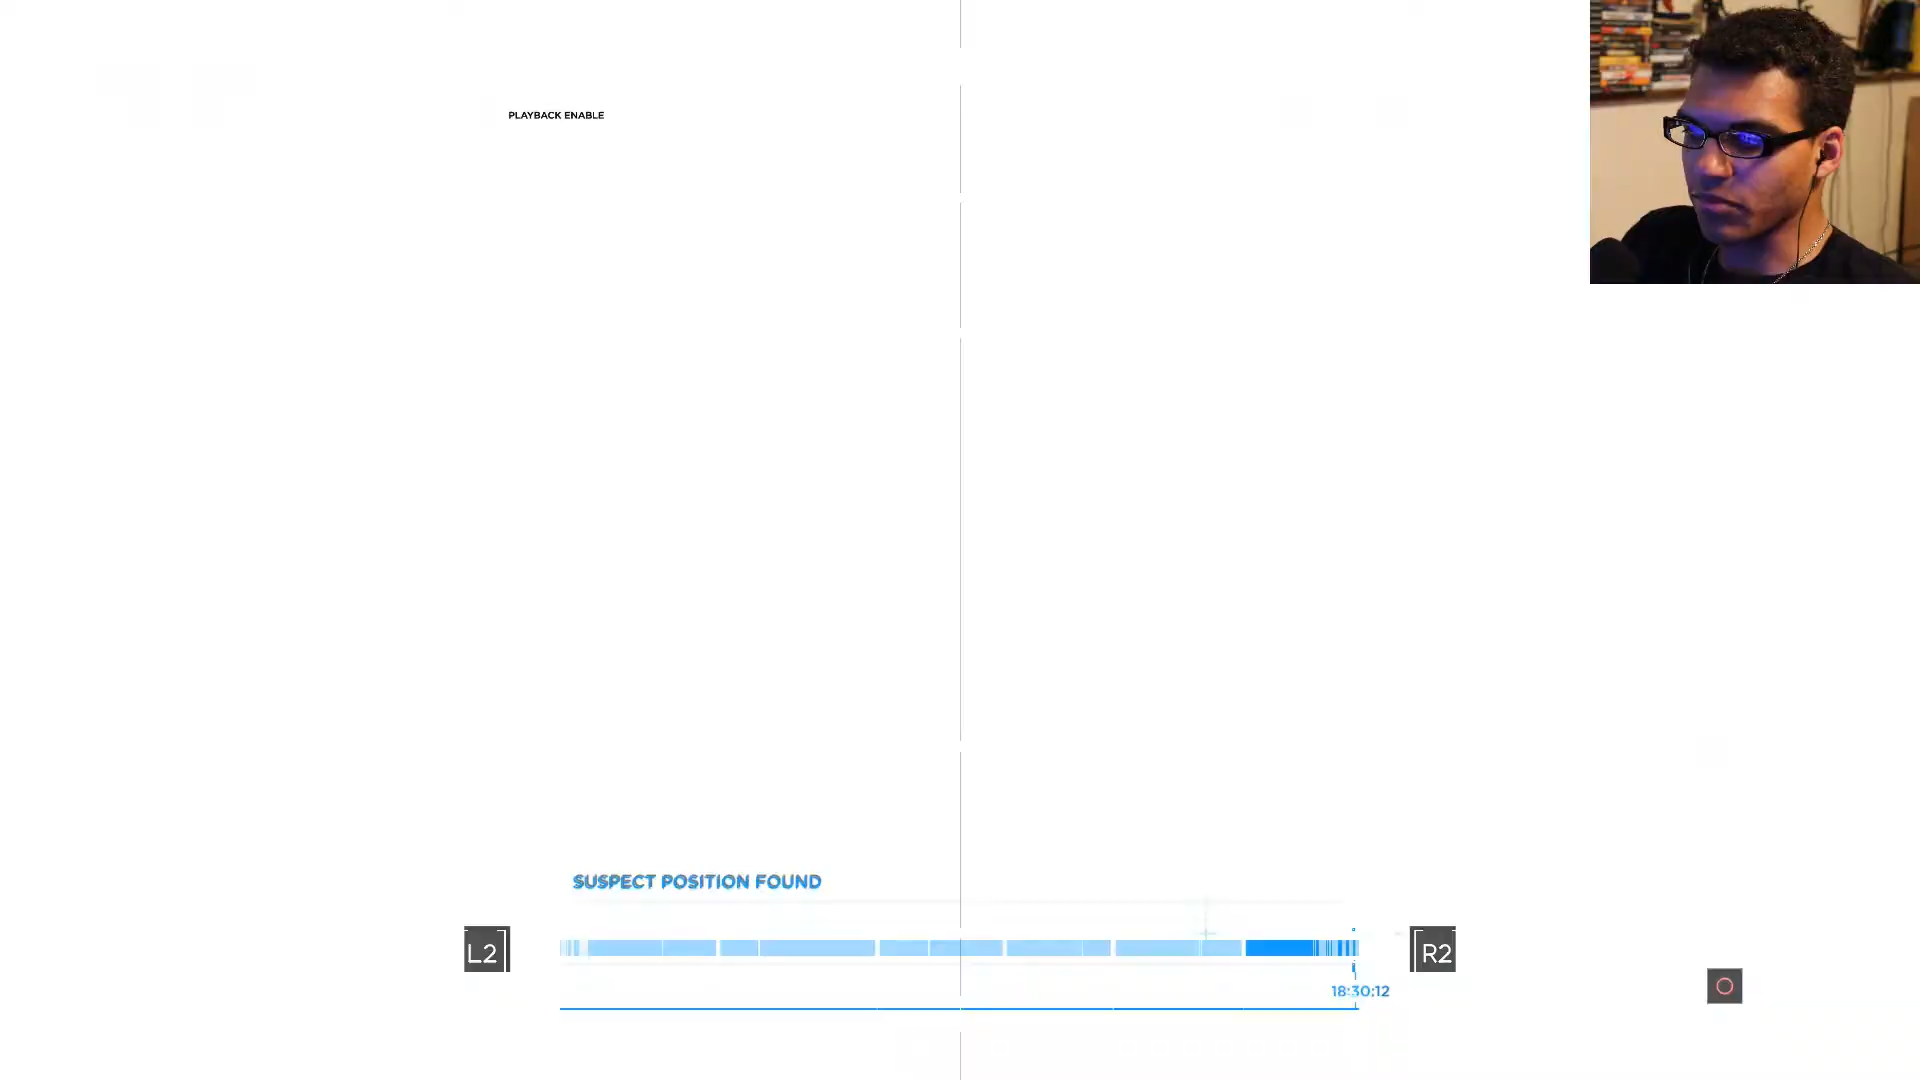 PLAYBACK ENABLE
SUSPECT POSITION FOUND
L2
R2
18:30:12